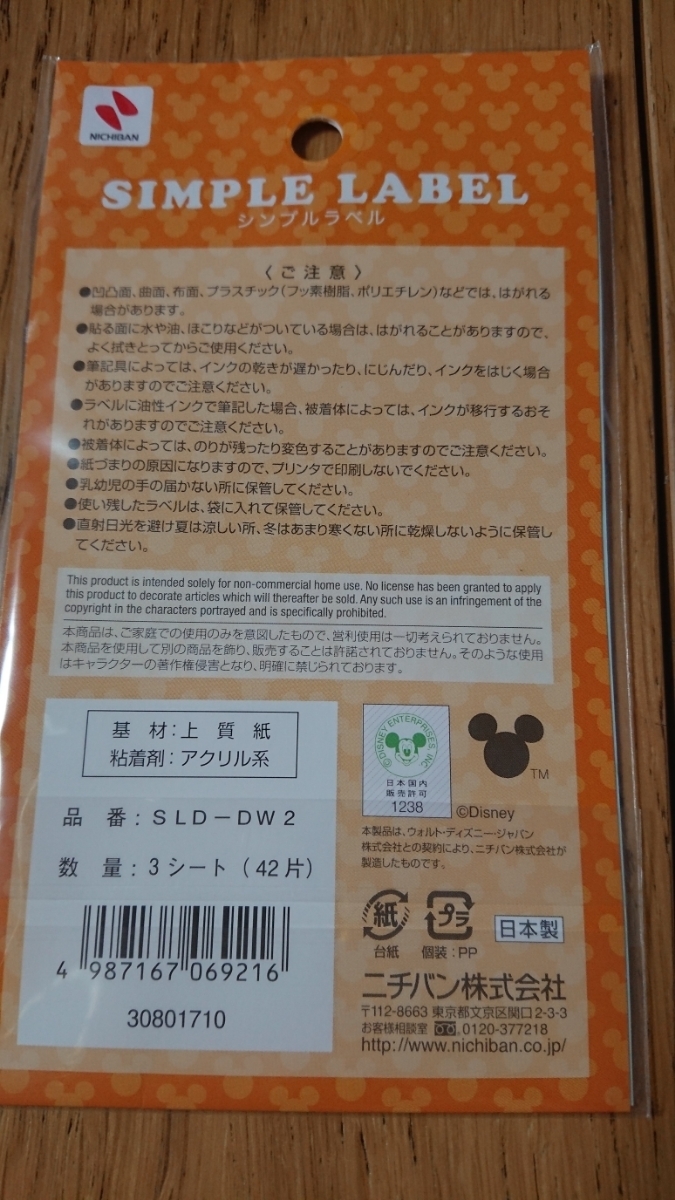 NICHIBAN
SIMPLE LABEL
シンプルラベル
〈ご注意〉
●凹凸面、曲面、布面、プラスチック(フッ素樹脂、ポリエチレン)などでは、はがれる
場合があります。
●貼る面に水や油、ほこりなどがついている場合は、はがれることがありますので、
よく拭きとってからご使用ください。
●筆記具によっては、インクの乾きが遅かったり、にじんだり、インクをはじく場合
がありますのでご注意ください。
●ラベルに油性インクで筆記した場合、被着体によっては、インクが移行するおそ
れがありますのでご注意ください。
●被着体によっては、のりが残ったり変色することがありますのでご注意ください。
●紙づまりの原因になりますので、プリンタで印刷しないでください。
●乳幼児の手の届かない所に保管してください。
●使い残したラベルは、袋に入れて保管してください。
●直射日光を避け夏は涼しい所、冬はあまり寒くない所に乾燥しないように保管し
てください。
This product is intended solely for non-commercial home use. No license has been granted to apply
this product to decorate articles which will thereafter be sold. Any such use is an infringement of the
copyright in the characters portrayed and is specifically prohibited.
本商品は、ご家庭での使用のみを意図したもので、営利使用は一切考えられておりません。
本商品を使用して別の商品を飾り、販売することは許諾されておりません。そのような使用
はキャラクターの著作権侵害となり、明確に禁じられております。
基 材:上 質 紙
粘着剤:アクリル系
品 番:SLD-DW2
数 量:3シート(42片)
4 987167 069216
30801710
©DISNEY ENTERPRISES, INC
日本国内
販売許可
1238
TM
©Disney
本製品は、ウォルト・ディズニー・ジャパン
株式会社との契約により、ニチバン株式会社が
製造したものです。
紙
プラ
台紙
個装:PP
日本製
ニチバン株式会社
〒112-8663 東京都文京区関口2-3-3
お客様相談室 0120-377218
http://www.nichiban.co.jp/